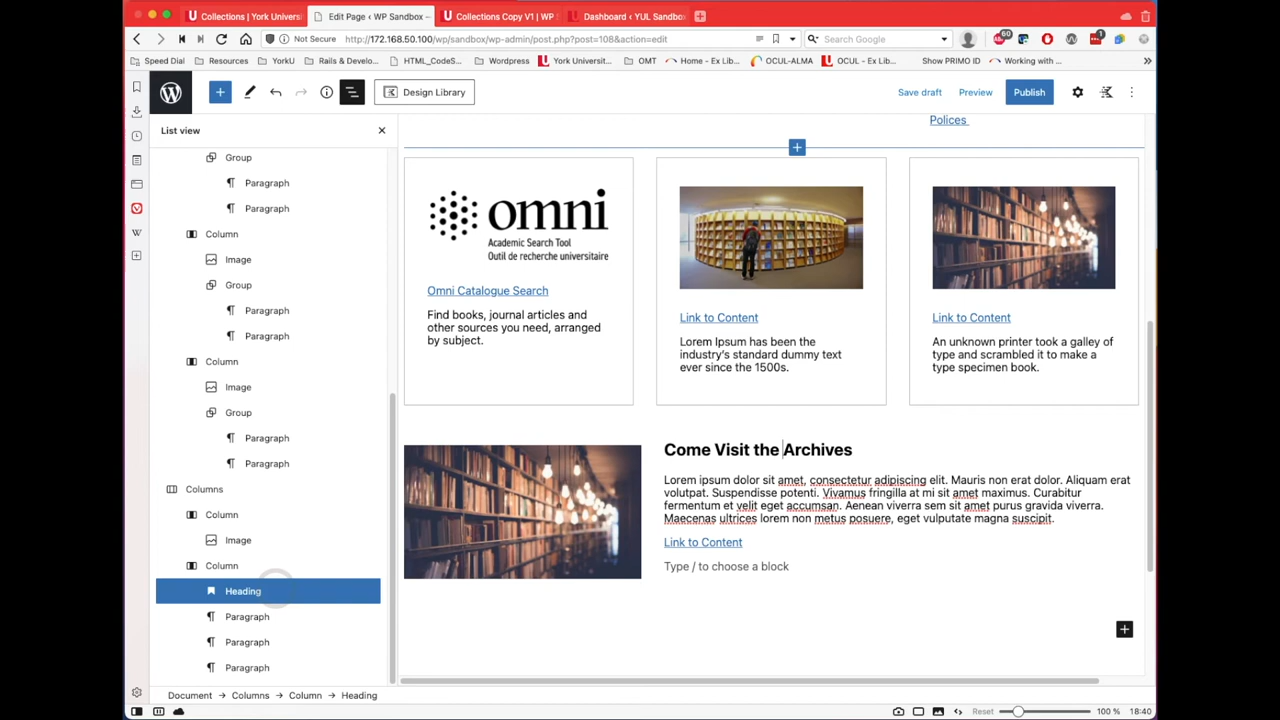 Collections | York Universi
Edit Page ‹ WP Sandbox —
Collections Copy V1 | WP S
Dashboard ‹ YUL Sandbo
Not Secure
http://172.168.50.100/wp/sandbox/wp-admin/post.php?post=108&action=edit
Search Google
60
1
Speed Dial
Resources
YorkU
Rails & Develo...
HTML_CodeS...
Wordpress
York Universit...
OMT
Home - Ex Lib...
OCUL-ALMA
OCUL - Ex Lib...
Show PRIMO ID
Working with ...
Design Library
Save draft
Preview
Publish
List view
Group
Paragraph
Paragraph
Column
Image
Group
Paragraph
Paragraph
Column
Image
Group
Paragraph
Paragraph
Columns
Column
Image
Column
Heading
Paragraph
Paragraph
Paragraph
Polices
omni
Academic Search Tool
Outil de recherche universitaire
Omni Catalogue Search
Find books, journal articles and
other sources you need, arranged
by subject.
Link to Content
Lorem Ipsum has been the
industry's standard dummy text
ever since the 1500s.
Link to Content
An unknown printer took a galley of
type and scrambled it to make a
type specimen book.
Come Visit the Archives
Lorem ipsum dolor sit amet, consectetur adipiscing elit. Mauris non erat dolor. Aliquam erat
volutpat. Suspendisse potenti. Vivamus fringilla at mi sit amet maximus. Curabitur
fermentum et velit eget accumsan. Aenean viverra sem sit amet purus gravida viverra.
Maecenas ultrices lorem non metus posuere, eget vulputate magna suscipit.
Link to Content
Type / to choose a block
Document → Columns → Column → Heading
Reset
100 %
18:40